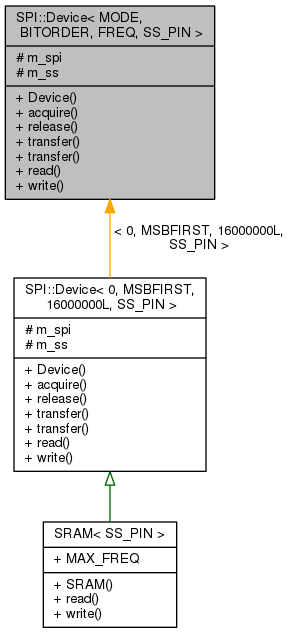 SPI::Device< MODE,
BITORDER, FREQ, SS_PIN >
# m_spi
# m_ss
+ Device()
+ acquire()
+ release()
+ transfer()
+ transfer()
+ read()
+ write()
< 0, MSBFIRST, 16000000L,
SS_PIN >
SPI::Device< 0, MSBFIRST,
16000000L, SS_PIN >
# m_spi
# m_ss
+ Device()
+ acquire()
+ release()
+ transfer()
+ transfer()
+ read()
+ write()
SRAM< SS_PIN >
+ MAX_FREQ
+ SRAM()
+ read()
+ write()